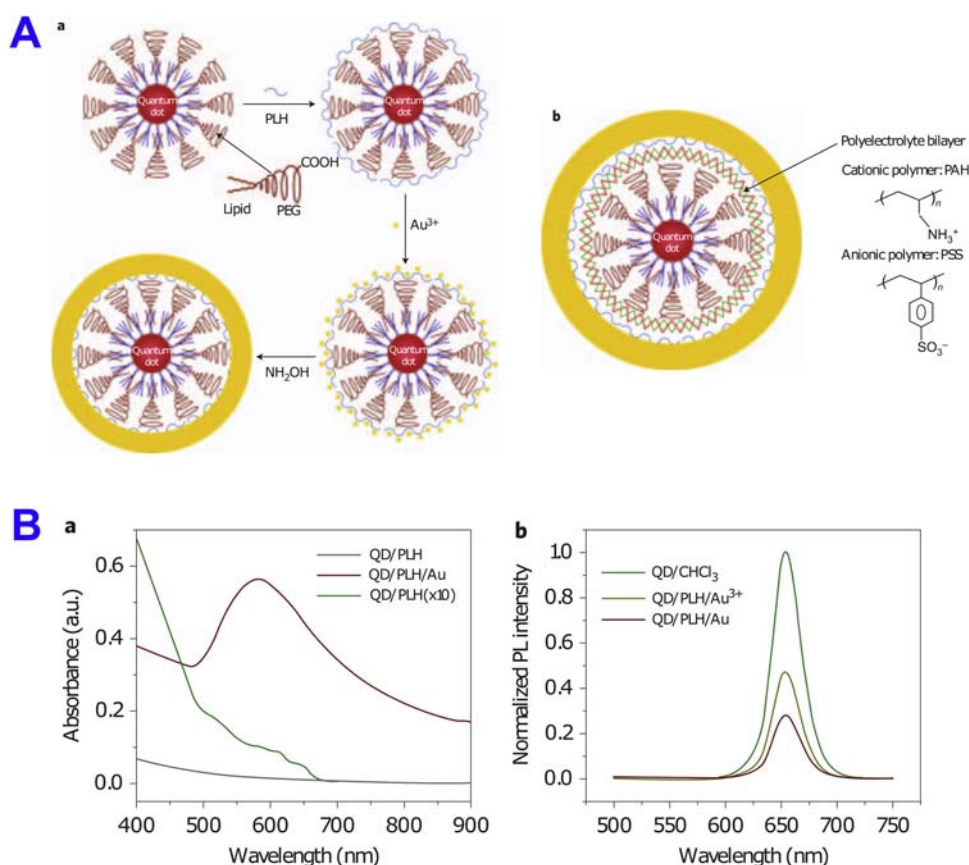 A
a
Quantum
dot
PLH
Quantum
dot
COOH
Lipid
PEG
Au³⁺
Quantum
dot
NH₂OH
Quantum
dot
b
Quantum
dot
Polyelectrolyte bilayer
Cationic polymer: PAH
n
NH₃⁺
Anionic polymer: PSS
n
SO₃⁻
B
a
QD/PLH
QD/PLH/Au
QD/PLH(x10)
Absorbance (a.u.)
0.6
0.4
0.2
0.0
400 500 600 700 800 900
Wavelength (nm)
b
QD/CHCl₃
QD/PLH/Au³⁺
QD/PLH/Au
Normalized PL intensity
1.0
0.8
0.6
0.4
0.2
0.0
500 550 600 650 700 750
Wavelength (nm)